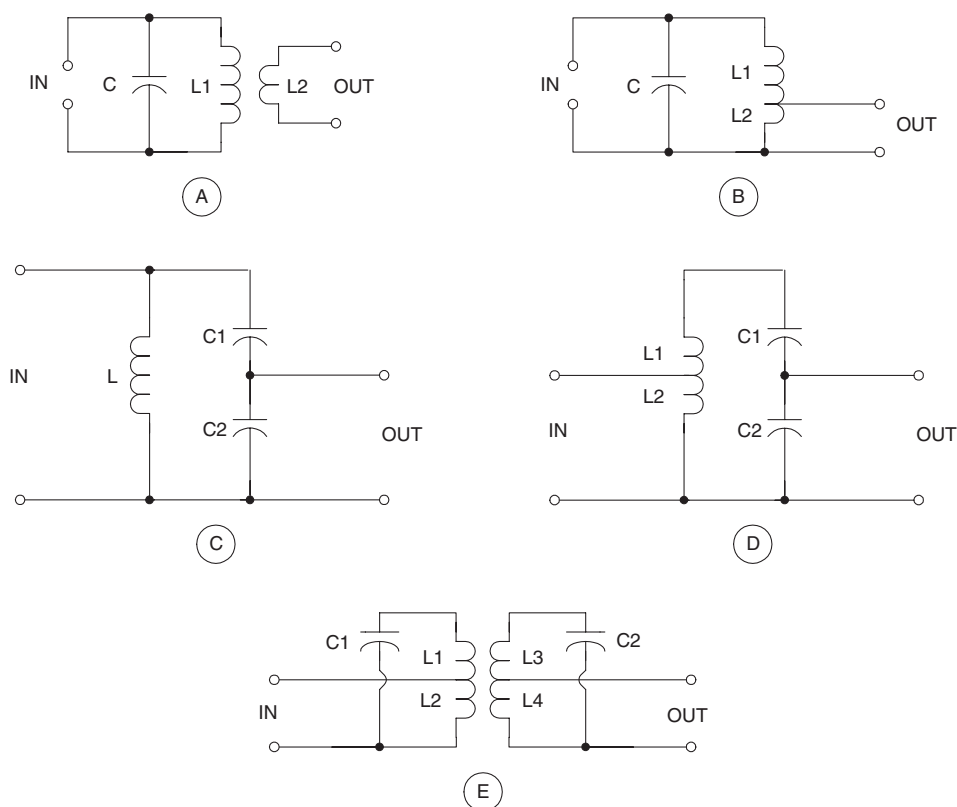 IN C L1 L2 OUT
A
IN C L1 L2 OUT
B
IN L C1 C2 OUT
C
IN L1 L2 C1 C2 OUT
D
IN C1 L1 L2 L3 L4 C2 OUT
E